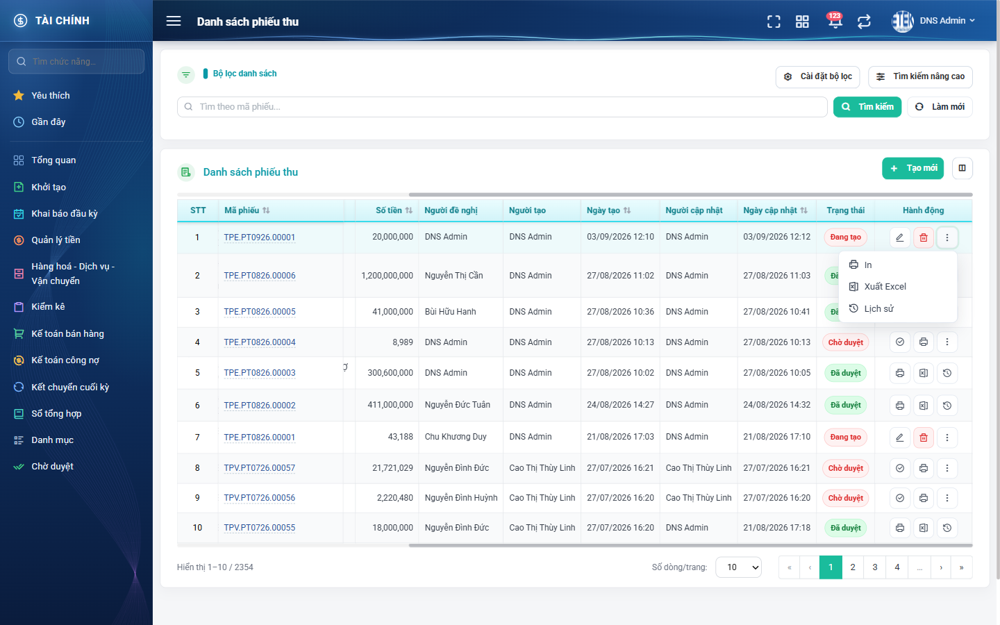 TÀI CHÍNH
Danh sách phiếu thu
123
DNS Admin
Tìm chức năng...
Yêu thích
Gần đây
Tổng quan
Khởi tạo
Khai báo đầu kỳ
Quản lý tiền
Hàng hoá - Dịch vụ -
Vận chuyển
Kiểm kê
Kế toán bán hàng
Kế toán công nợ
Kết chuyển cuối kỳ
Sổ tổng hợp
Danh mục
Chờ duyệt
Bộ lọc danh sách
Cài đặt bộ lọc
Tìm kiếm nâng cao
Tìm theo mã phiếu...
Tìm kiếm
Làm mới
Danh sách phiếu thu
Tạo mới
STT Mã phiếu Số tiền Người đề nghị Người tạo Ngày tạo Người cập nhật Ngày cập nhật Trạng thái Hành động
1 TPE.PT0926.00001 20,000,000 DNS Admin DNS Admin 03/09/2026 12:10 DNS Admin 03/09/2026 12:12 Đang tạo
2 TPE.PT0826.00006 1,200,000,000 Nguyễn Thị Cần DNS Admin 27/08/2026 11:02 DNS Admin 27/08/2026 11:03
3 TPE.PT0826.00005 41,000,000 Bùi Hữu Hanh DNS Admin 27/08/2026 10:36 DNS Admin 27/08/2026 10:41
In
Xuất Excel
Lịch sử
4 TPE.PT0826.00004 8,989 DNS Admin DNS Admin 27/08/2026 10:13 DNS Admin 27/08/2026 10:13 Chờ duyệt
5 TPE.PT0826.00003 300,600,000 DNS Admin DNS Admin 27/08/2026 10:02 DNS Admin 27/08/2026 10:05 Đã duyệt
6 TPE.PT0826.00002 411,000,000 Nguyễn Đức Tuân DNS Admin 24/08/2026 14:27 DNS Admin 24/08/2026 14:32 Đã duyệt
7 TPE.PT0826.00001 43,188 Chu Khương Duy DNS Admin 21/08/2026 17:03 DNS Admin 21/08/2026 17:10 Đang tạo
8 TPV.PT0726.00057 21,721,029 Nguyễn Đình Đức Cao Thị Thùy Linh 27/07/2026 16:21 Cao Thị Thùy Linh 27/07/2026 16:21 Chờ duyệt
9 TPV.PT0726.00056 2,220,480 Nguyễn Đình Huỳnh Cao Thị Thùy Linh 27/07/2026 16:20 Cao Thị Thùy Linh 27/07/2026 16:20 Chờ duyệt
10 TPV.PT0726.00055 18,000,000 Nguyễn Đình Đức Cao Thị Thùy Linh 27/07/2026 16:20 DNS Admin 21/08/2026 17:18 Đã duyệt
Hiển thị 1–10 / 2354
Số dòng/trang: 10
« ‹ 1 2 3 4 ... › »